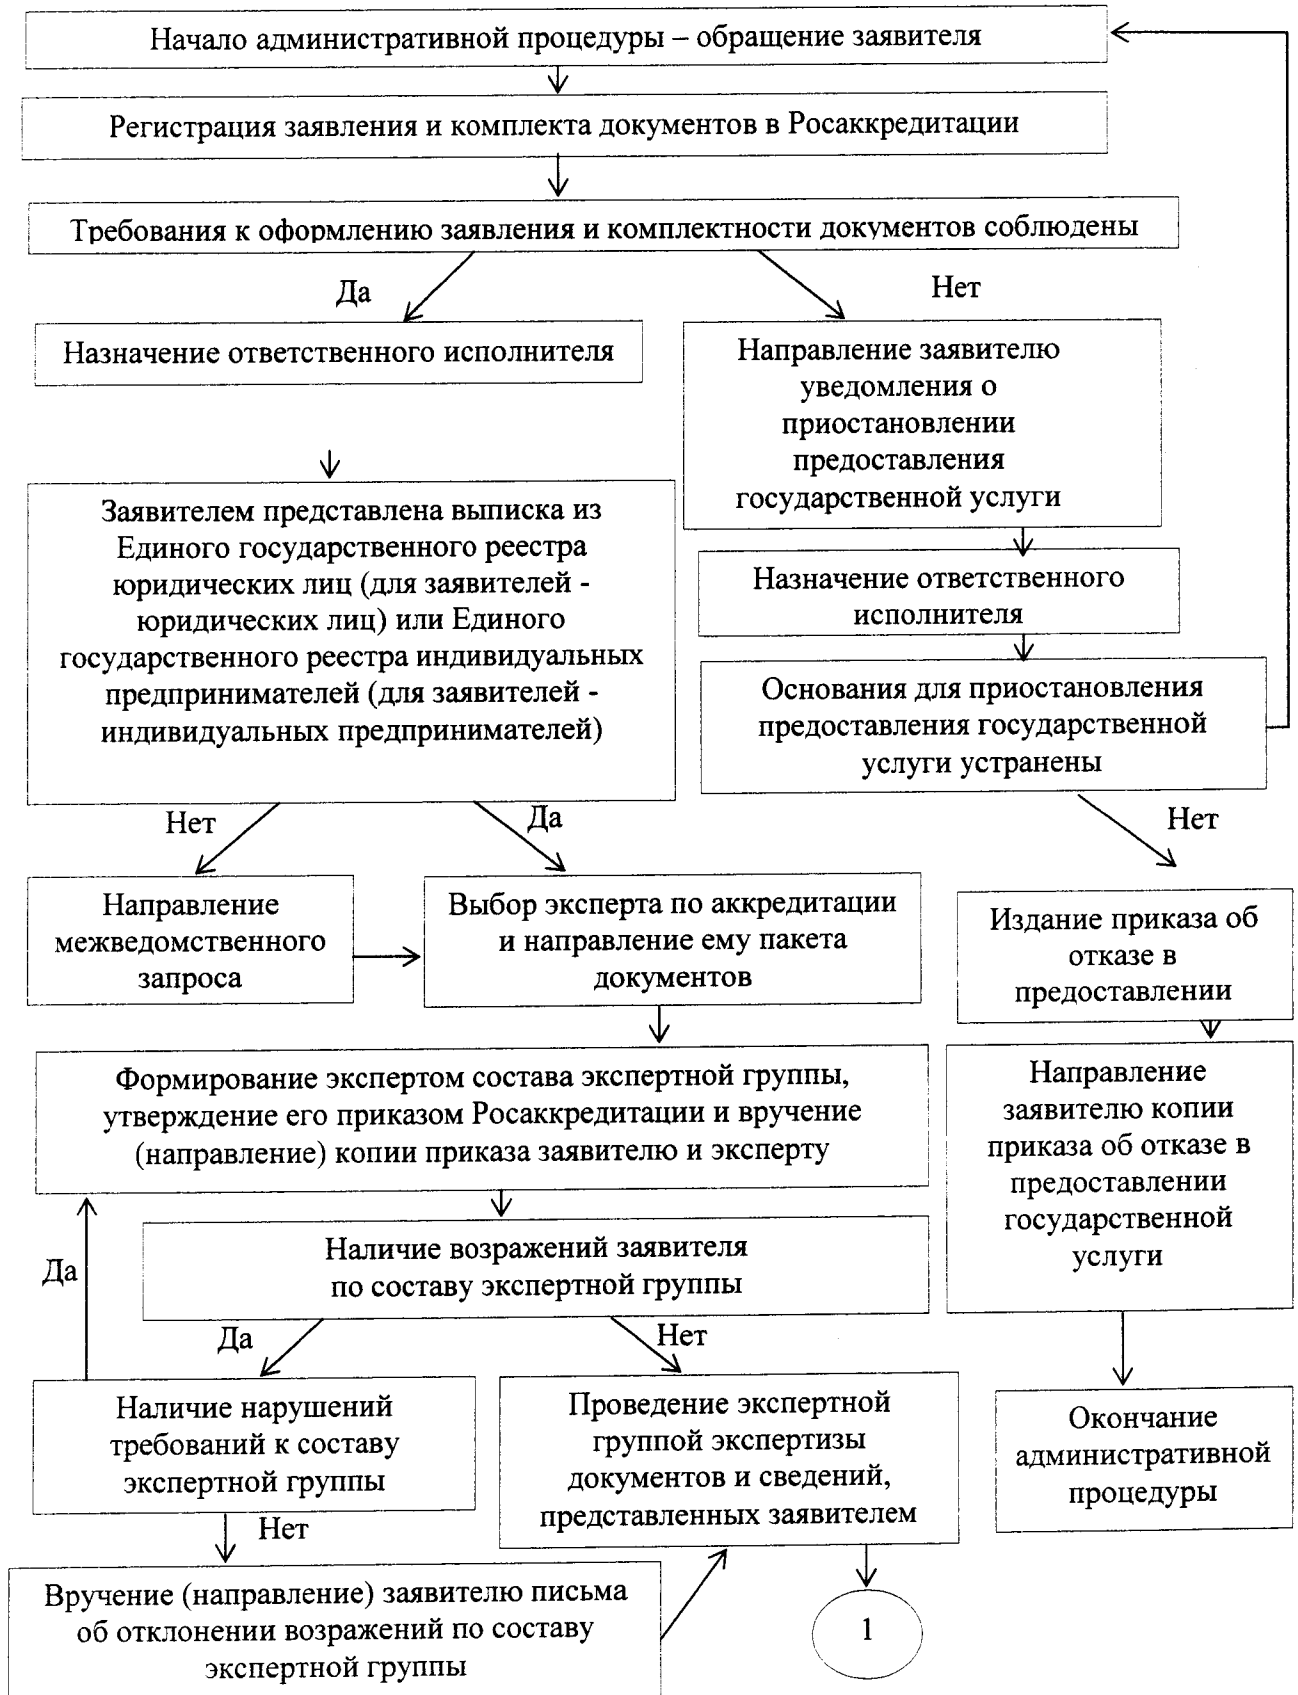 Начало административной процедуры – обращение заявителя
Регистрация заявления и комплекта документов в Росаккредитации
Требования к оформлению заявления и комплектности документов соблюдены
Да
Нет
Назначение ответственного исполнителя
Направление заявителю
уведомления о
приостановлении
предоставления
государственной услуги
Заявителем представлена выписка из
Единого государственного реестра
юридических лиц (для заявителей -
юридических лиц) или Единого
государственного реестра индивидуальных
предпринимателей (для заявителей -
индивидуальных предпринимателей)
Назначение ответственного
исполнителя
Основания для приостановления
предоставления государственной
услуги устранены
Нет
Да
Нет
Направление
межведомственного
запроса
Выбор эксперта по аккредитации
и направление ему пакета
документов
Издание приказа об
отказе в
предоставлении
Формирование экспертом состава экспертной группы,
утверждение его приказом Росаккредитации и вручение
(направление) копии приказа заявителю и эксперту
Направление
заявителю копии
приказа об отказе в
предоставлении
государственной
услуги
Да
Наличие возражений заявителя
по составу экспертной группы
Да
Нет
Наличие нарушений
требований к составу
экспертной группы
Проведение экспертной
группой экспертизы
документов и сведений,
представленных заявителем
Окончание
административной
процедуры
Нет
Вручение (направление) заявителю письма
об отклонении возражений по составу
экспертной группы
1